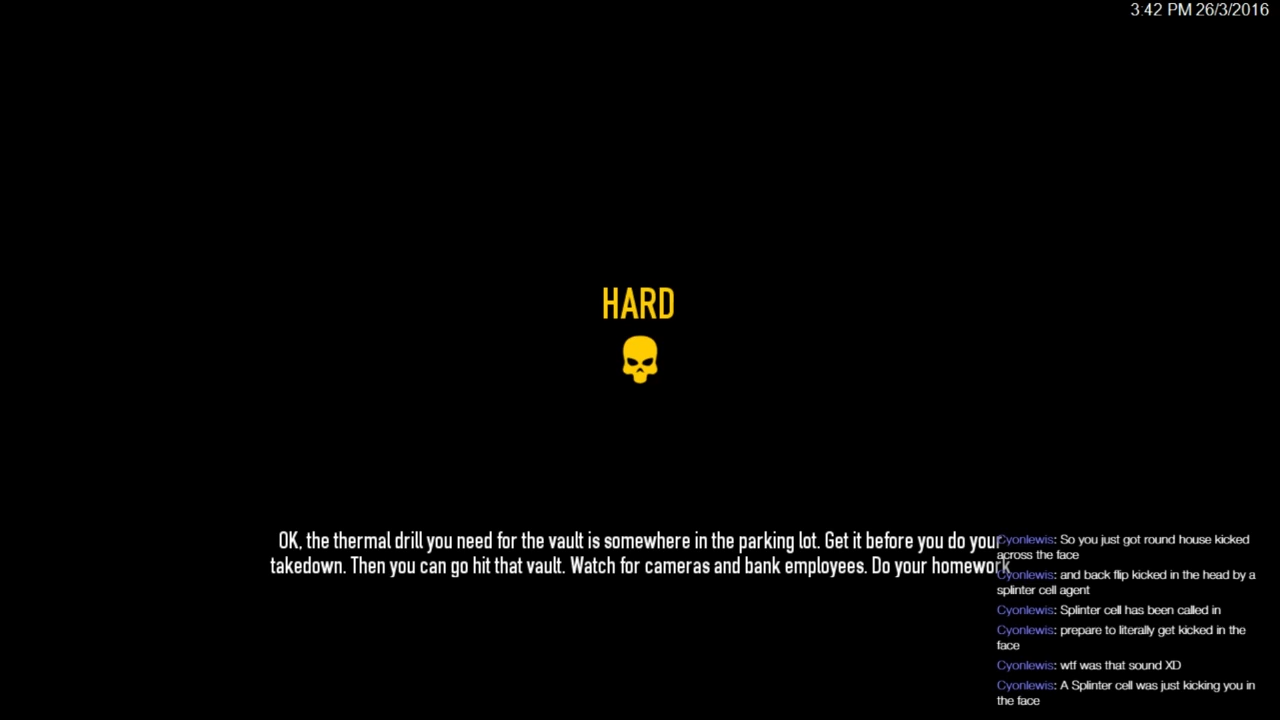 3:42 PM 26/3/2016
HARD
OK, the thermal drill you need for the vault is somewhere in the parking lot. Get it before you do your
takedown. Then you can go hit that vault. Watch for cameras and bank employees. Do your homework
Cyonlewis: So you just got round house kicked
across the face
Cyonlewis: and back flip kicked in the head by a
splinter cell agent
Cyonlewis: Splinter cell has been called in
Cyonlewis: prepare to literally get kicked in the
face
Cyonlewis: wtf was that sound XD
Cyonlewis: A Splinter cell was just kicking you in
the face